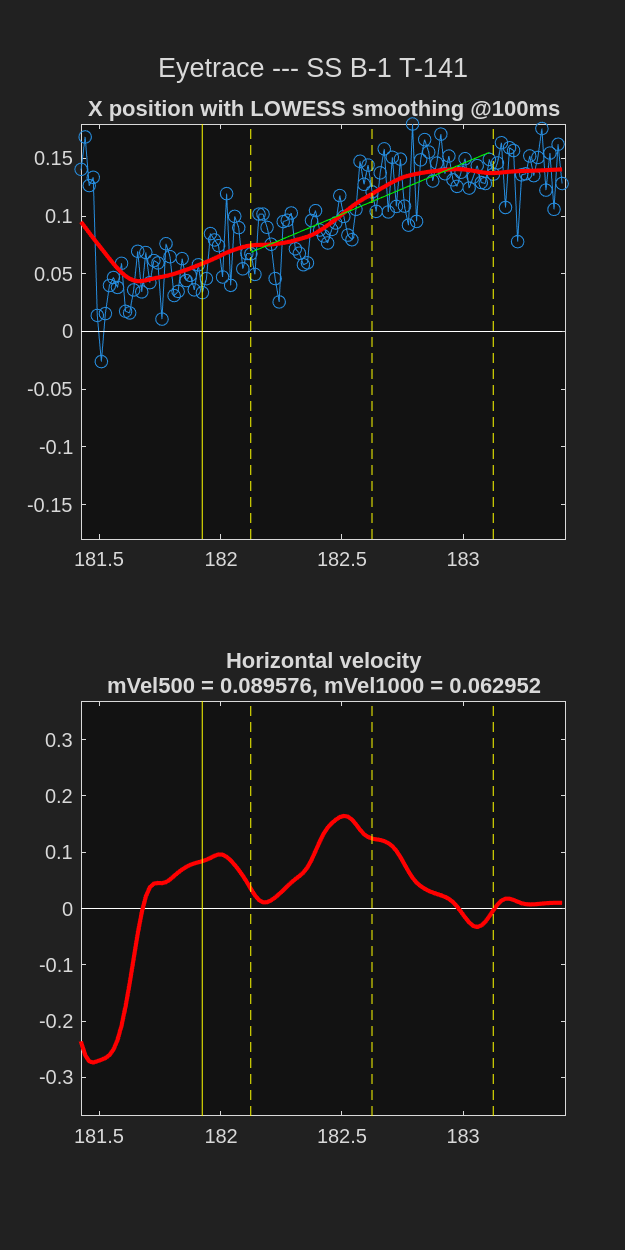 Eyetrace --- SS B-1 T-141
X position with LOWESS smoothing @100ms
0.15
0.1
0.05
0
-0.05
-0.1
-0.15
181.5 182 182.5 183
Horizontal velocity
mVel500 = 0.089576, mVel1000 = 0.062952
0.3
0.2
0.1
0
-0.1
-0.2
-0.3
181.5 182 182.5 183